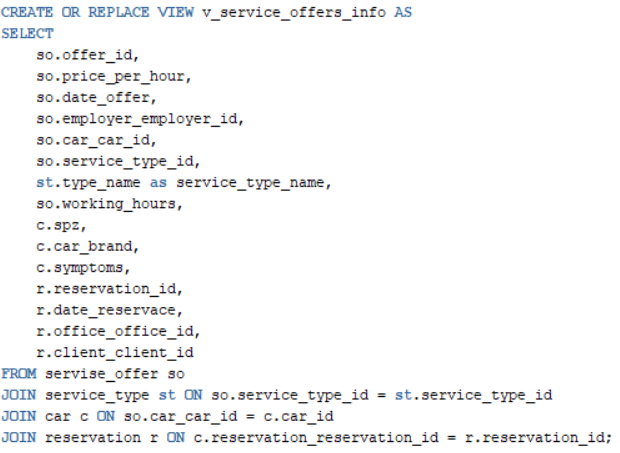 CREATE OR REPLACE VIEW v_service_offers_info AS
SELECT
    so.offer_id,
    so.price_per_hour,
    so.date_offer,
    so.employer_employer_id,
    so.car_car_id,
    so.service_type_id,
    st.type_name as service_type_name,
    so.working_hours,
    c.spz,
    c.car_brand,
    c.symptoms,
    r.reservation_id,
    r.date_reservace,
    r.office_office_id,
    r.client_client_id
FROM servise_offer so
JOIN service_type st ON so.service_type_id = st.service_type_id
JOIN car c ON so.car_car_id = c.car_id
JOIN reservation r ON c.reservation_reservation_id = r.reservation_id;